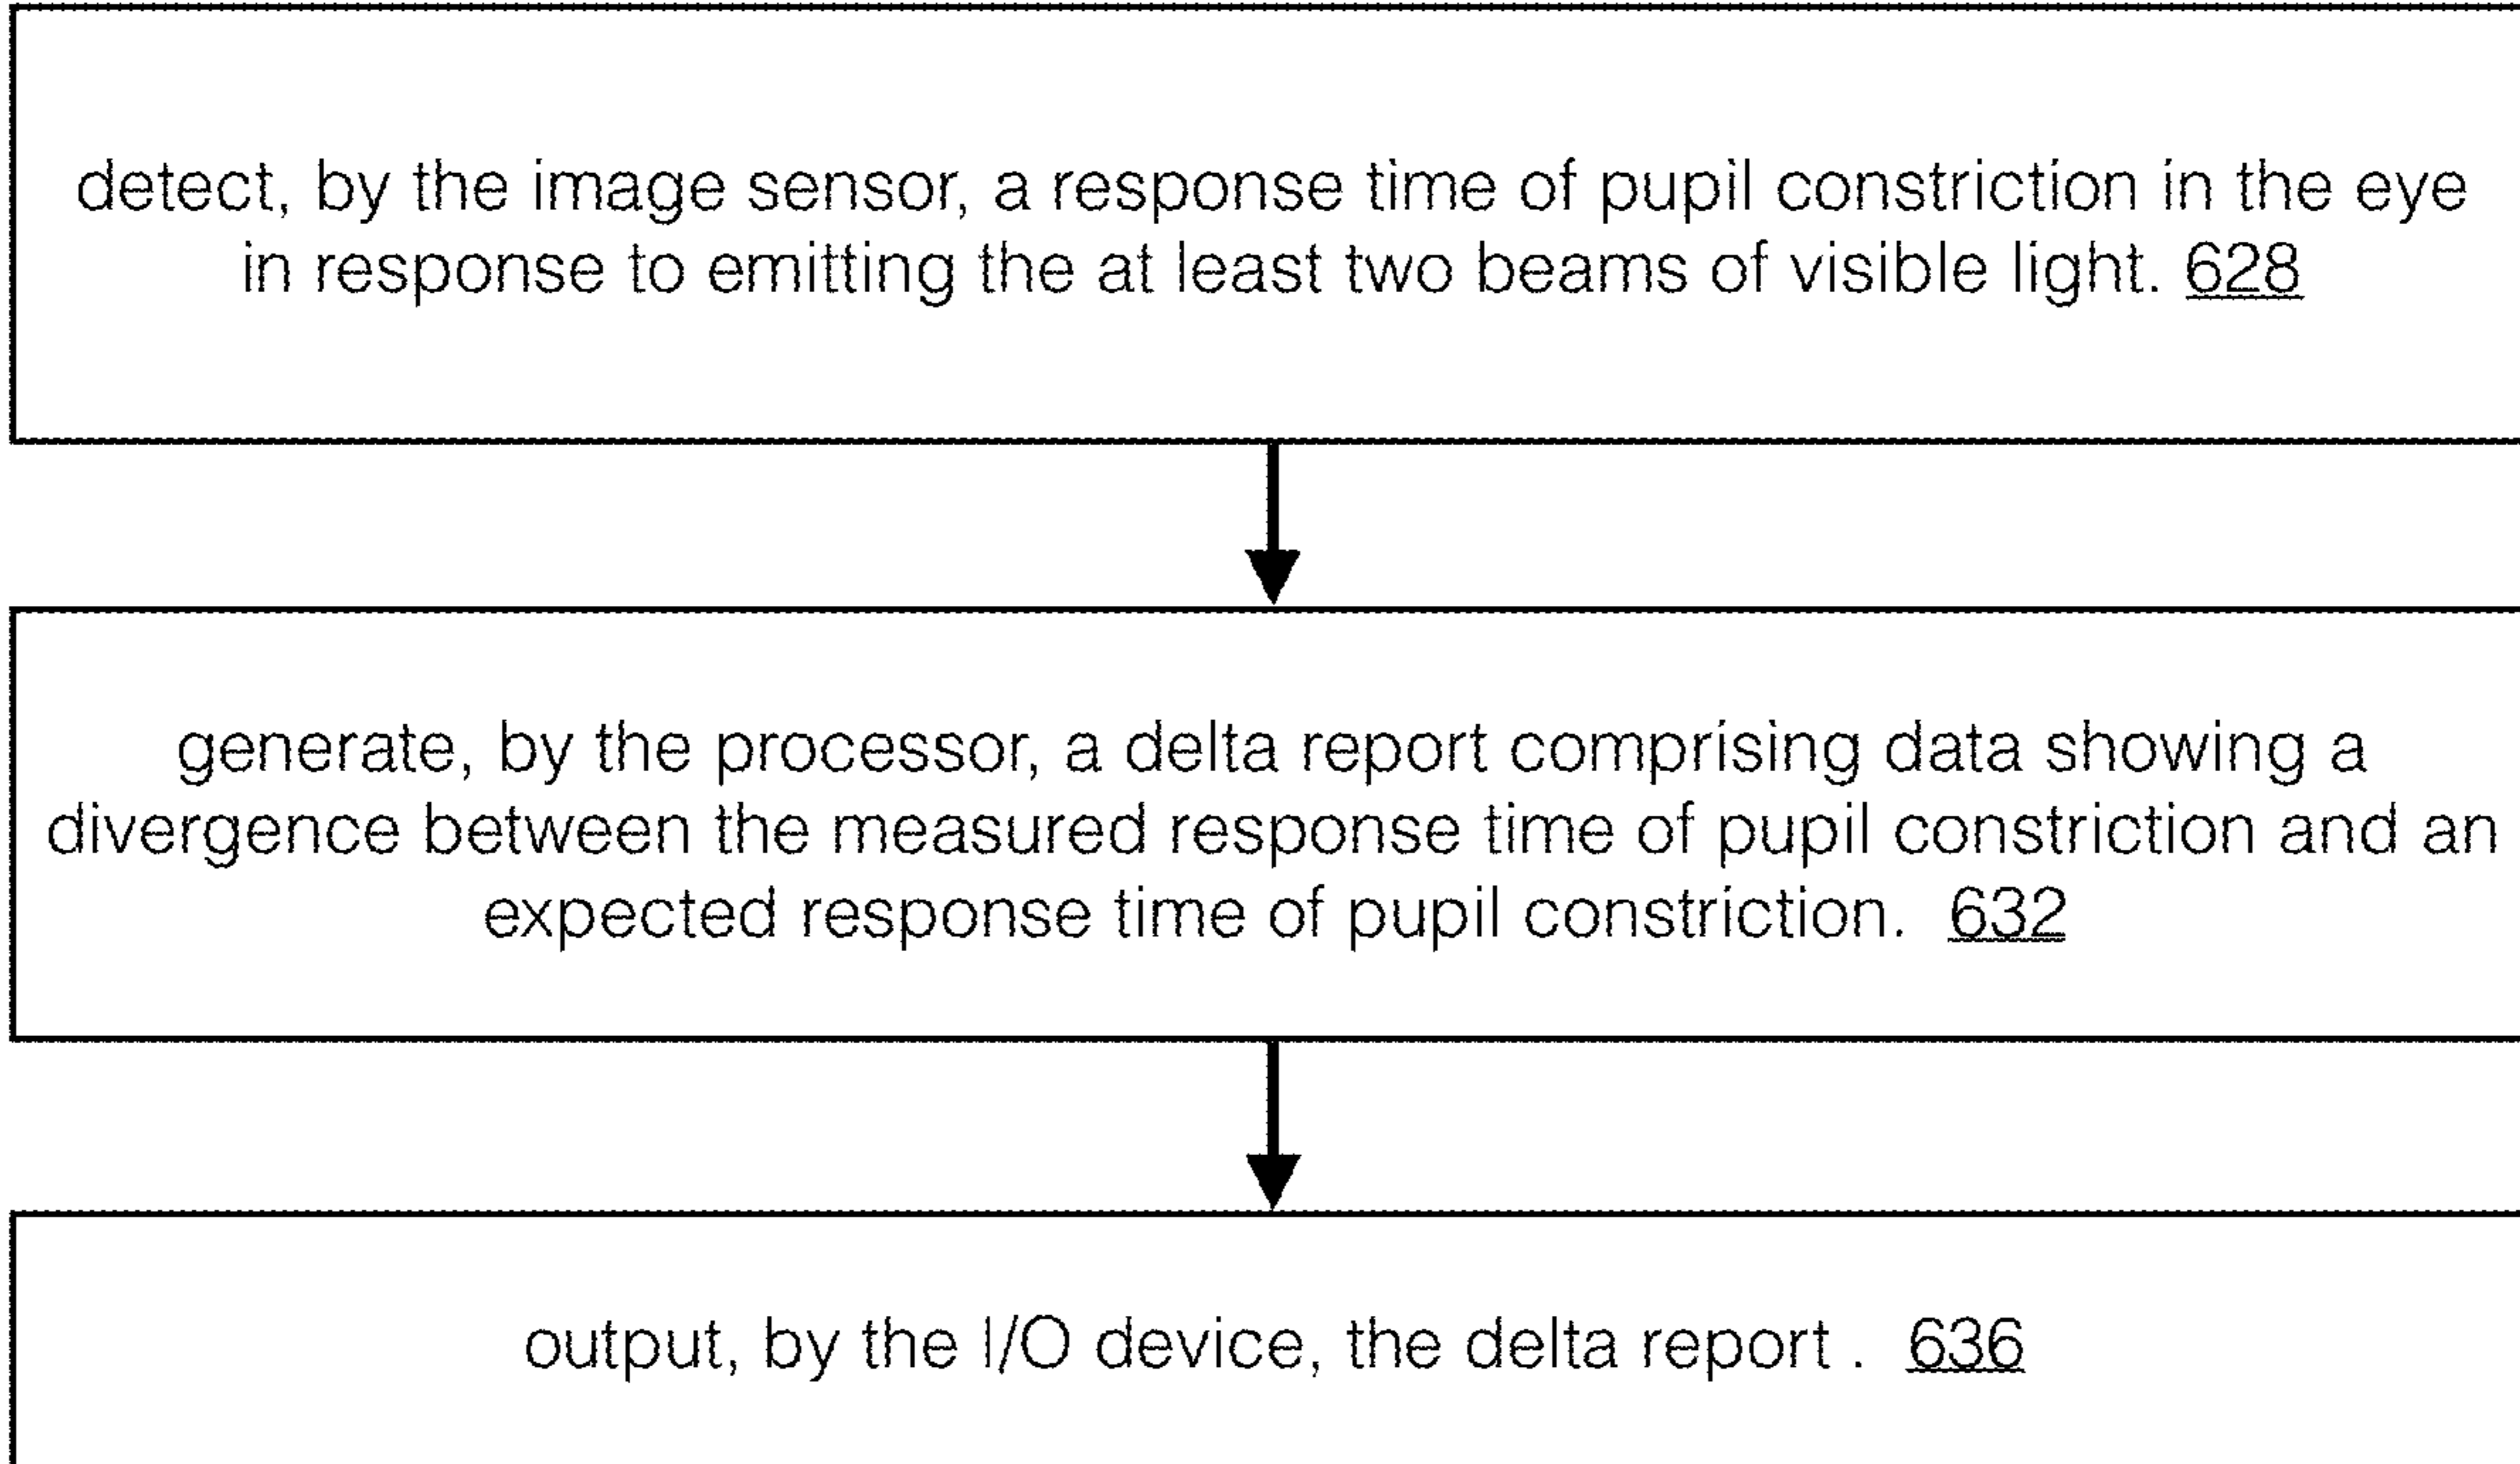 detect, by the image sensor, a response time of pupil constriction in the eye
in response to emitting the at least two beams of visible light. 628
generate, by the processor, a delta report comprising data showing a
divergence between the measured response time of pupil constriction and an
expected response time of pupil constriction. 632
output, by the I/O device, the delta report . 636